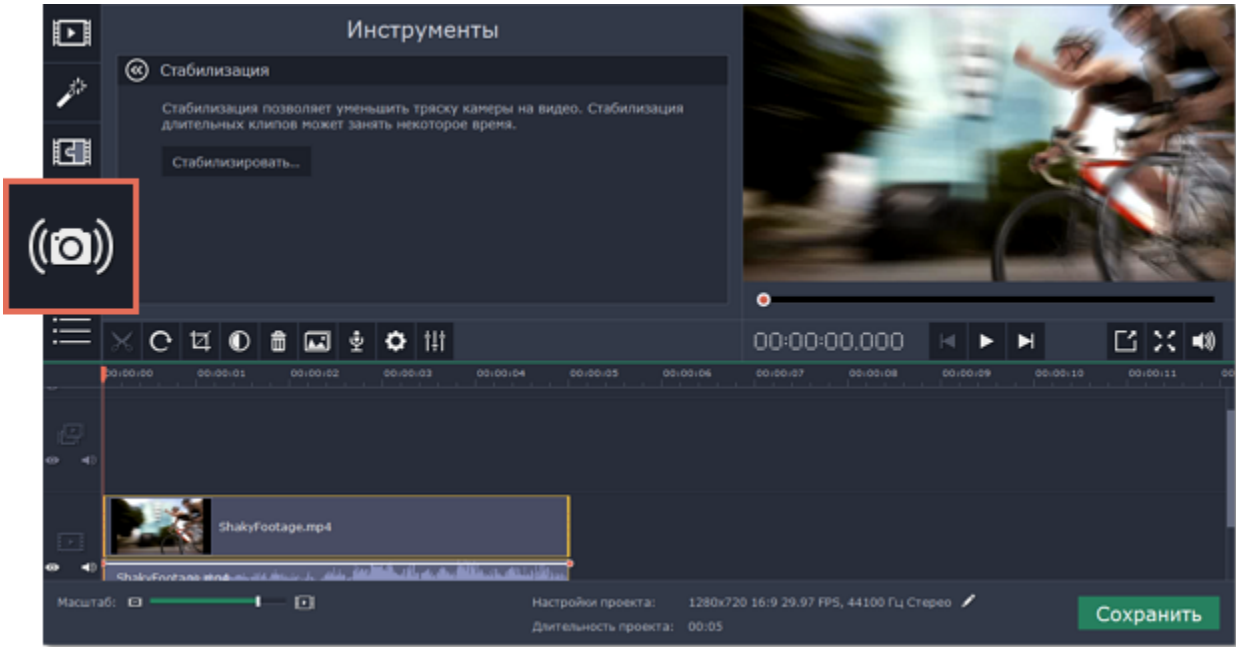 Инструменты
Стабилизация
Стабилизация позволяет уменьшить тряску камеры на видео. Стабилизация
длительных клипов может занять некоторое время.
Стабилизировать...
00:00:00.000
00:00:00 00:00:01 00:00:02 00:00:03 00:00:04 00:00:05 00:00:06 00:00:07 00:00:08 00:00:09 00:00:10 00:00:11 00
ShakyFootage.mp4
ShakyFootage.mp4
Масштаб:
Настройки проекта: 1280x720 16:9 29.97 FPS, 44100 Гц Стерео
Длительность проекта: 00:05
Сохранить